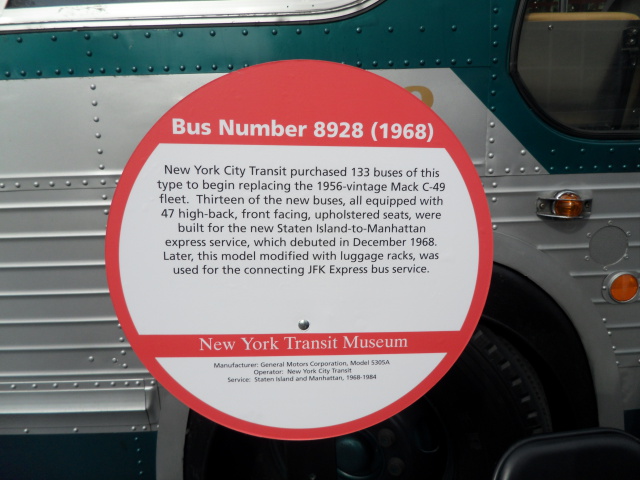 Bus Number 8928 (1968)
New York City Transit purchased 133 buses of this
type to begin replacing the 1956-vintage Mack C-49
fleet. Thirteen of the new buses, all equipped with
47 high-back, front facing, upholstered seats, were
built for the new Staten Island-to-Manhattan
express service, which debuted in December 1968.
Later, this model modified with luggage racks, was
used for the connecting JFK Express bus service.
New York Transit Museum
Manufacturer: General Motors Corporation, Model 5305A
Operator: New York City Transit
Service: Staten Island and Manhattan, 1968-1984